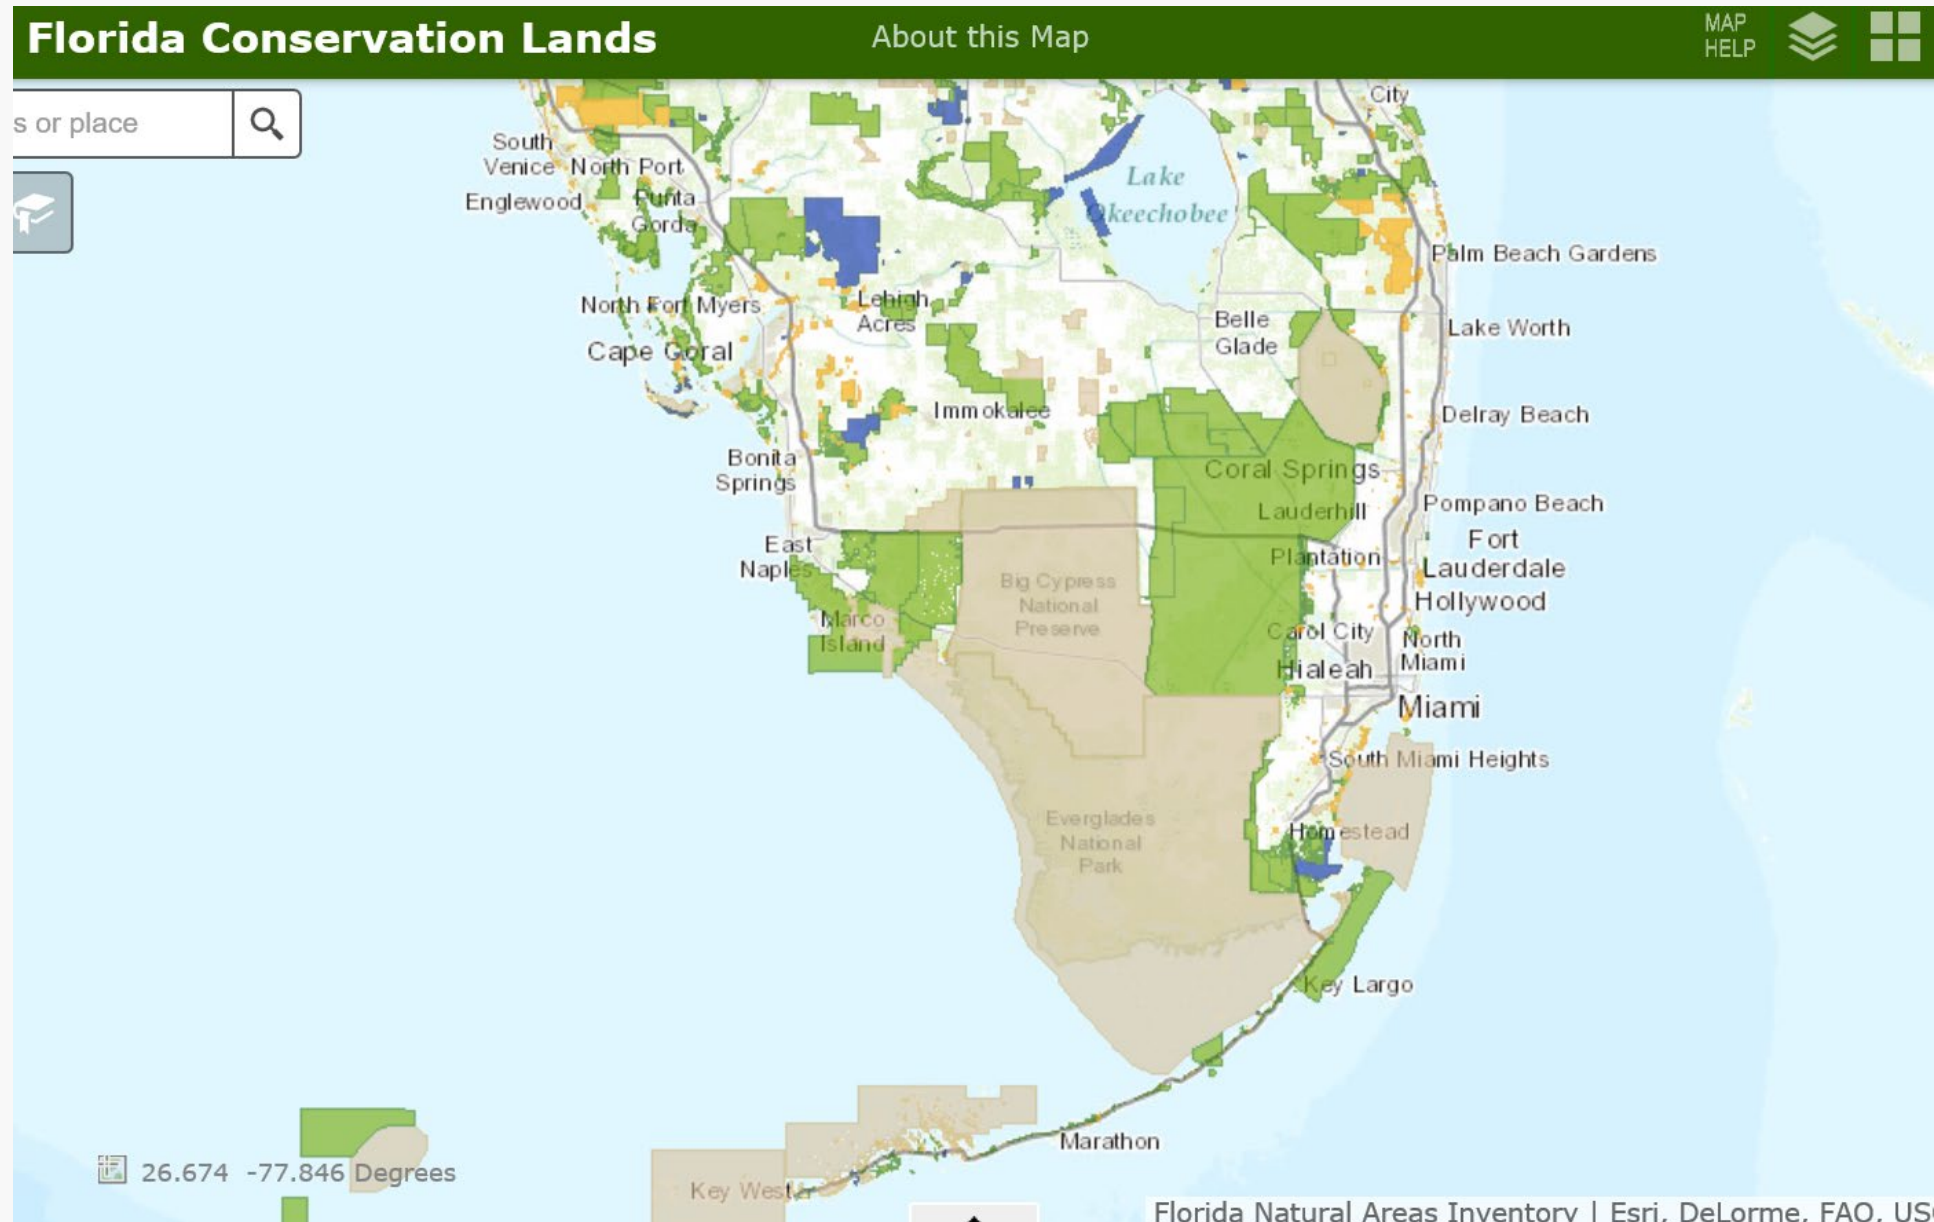 Florida Conservation Lands
About this Map
MAP
HELP
s or place
City
South
Venice
North Port
Englewood
Punta
Gorda
Lake
Okeechobee
Palm Beach Gardens
North Fort Myers
Lehigh
Acres
Belle
Glade
Lake Worth
Cape Coral
Immokalee
Delray Beach
Bonita
Springs
Coral Springs
Lauderhill
Pompano Beach
East
Naples
Plantation
Fort
Lauderdale
Big Cypress
National
Preserve
Hollywood
Marco
Island
Carol City
North
Miami
Hialeah
Miami
South Miami Heights
Everglades
National
Park
Homestead
Key Largo
Marathon
26.674 -77.846 Degrees
Key West
Florida Natural Areas Inventory | Esri, DeLorme, FAO, USG